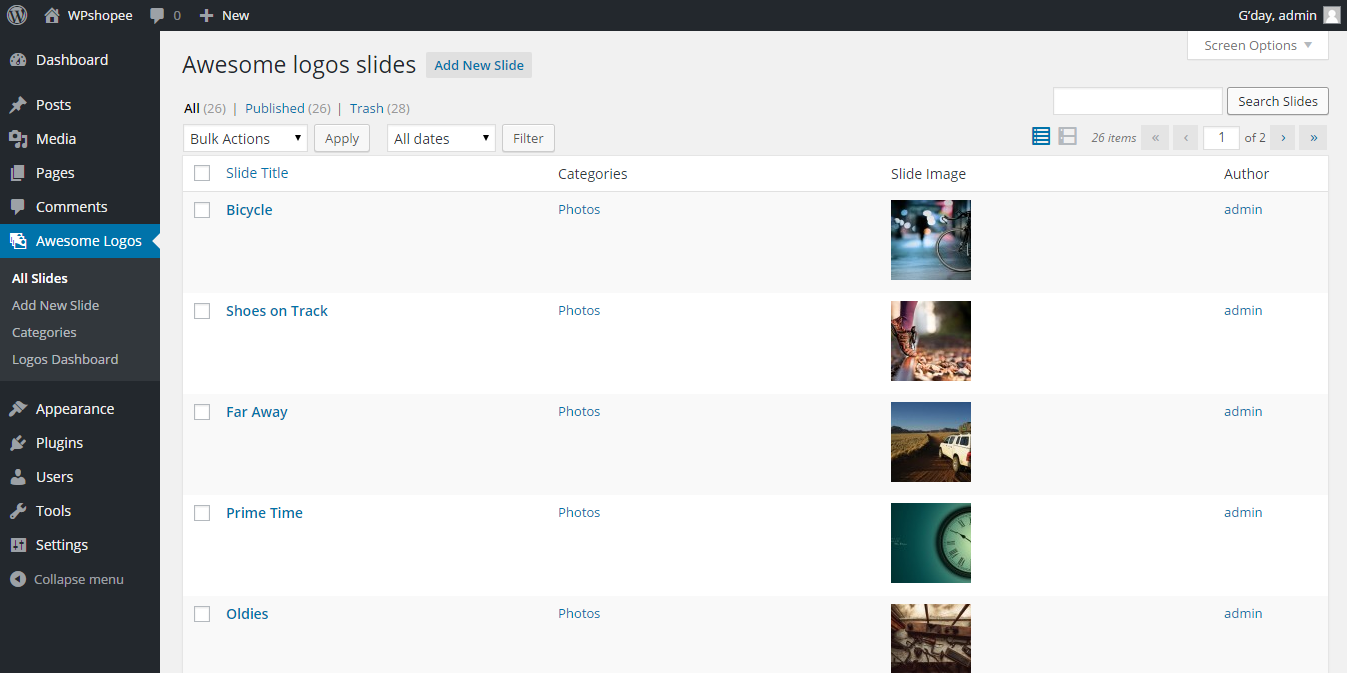 WPshopee 0 New G'day, admin
Screen Options
Dashboard
Posts
Media
Pages
Comments
Awesome Logos
All Slides
Add New Slide
Categories
Logos Dashboard
Appearance
Plugins
Users
Tools
Settings
Collapse menu
Awesome logos slides Add New Slide
All (26) | Published (26) | Trash (28)
Search Slides
Bulk Actions Apply All dates Filter 26 items « ‹ 1 of 2 › »
Slide Title Categories Slide Image Author
Bicycle Photos admin
Shoes on Track Photos admin
Far Away Photos admin
Prime Time Photos admin
Oldies Photos admin